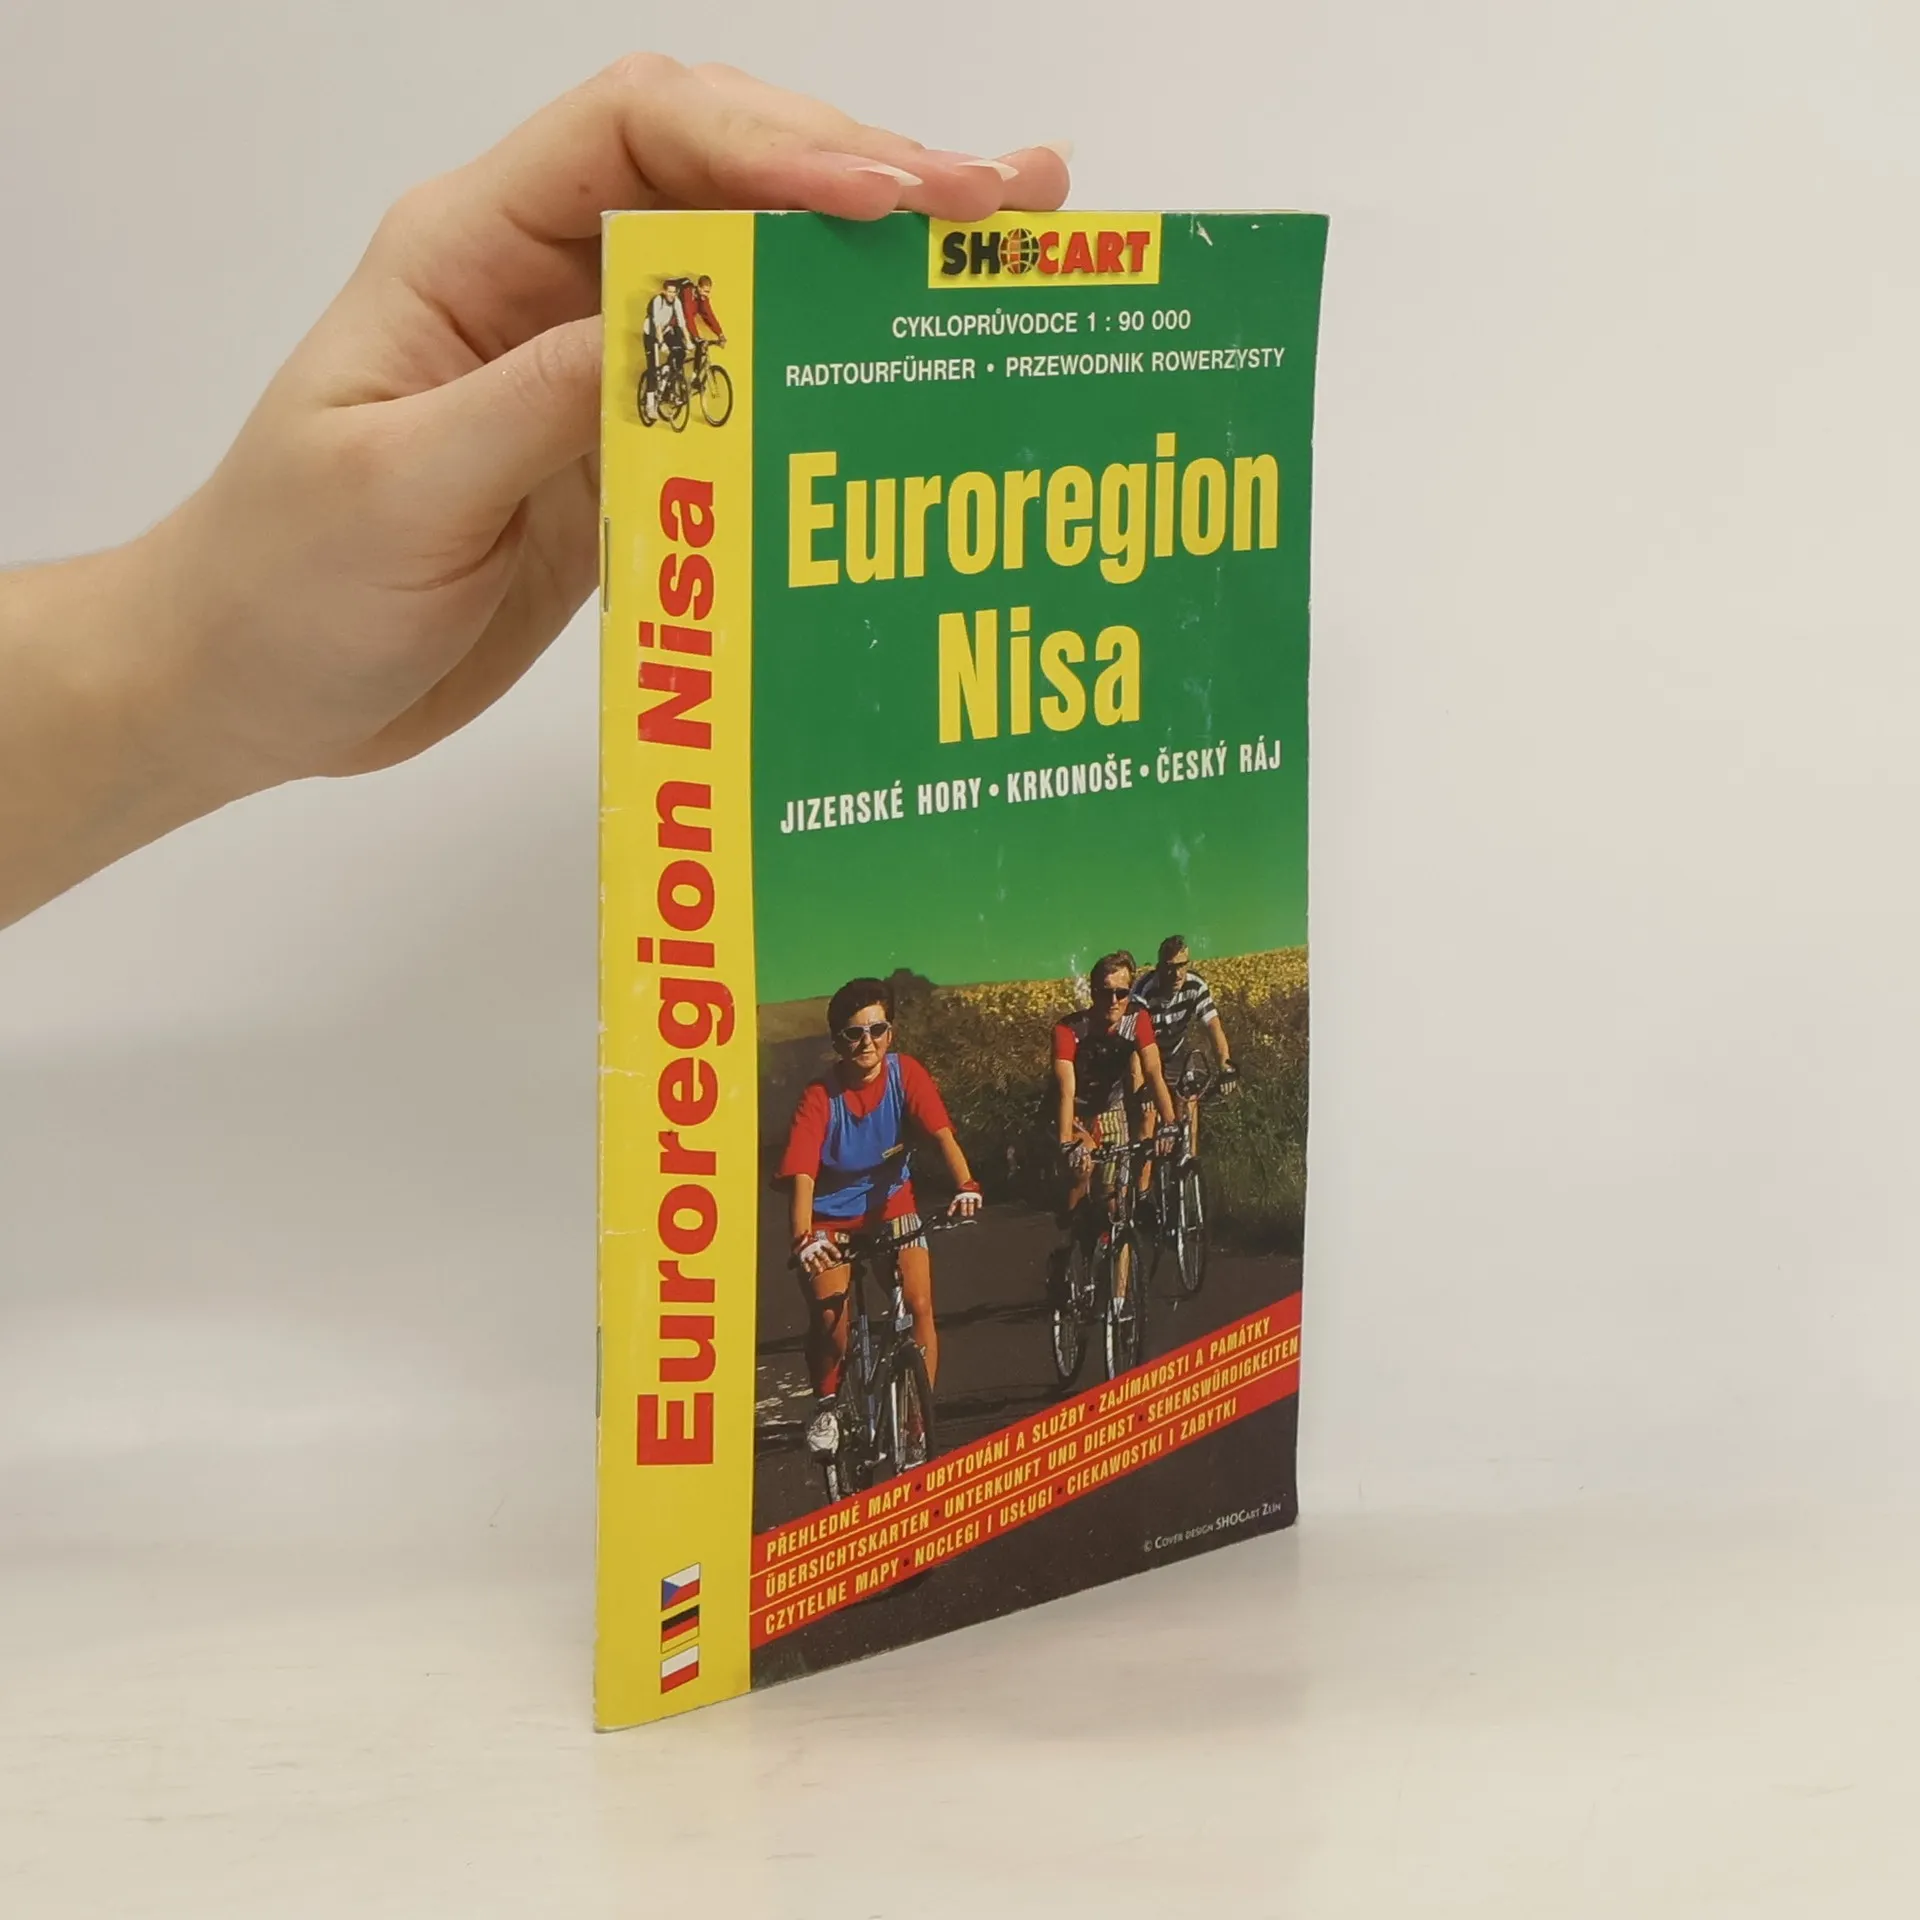 SHOCART
CYKLOPRŮVODCE 1 : 90 000
RADTOURFÜHRER • PRZEWODNIK ROWERZYSTY
Euroregion
Nisa
JIZERSKÉ HORY • KRKONOŠE • ČESKÝ RÁJ
Euroregion Nisa
PŘEHLEDNÉ MAPY • UBYTOVÁNÍ A SLUŽBY • ZAJÍMAVOSTI A PAMÁTKY
ÜBERSICHTSKARTEN • UNTERKUNFT UND DIENST • SEHENSWÜRDIGKEITEN
CZYTELNE MAPY • NOCLEGI I USŁUGI • CIEKAWOSTKI I ZABYTKI
© COVER DESIGN SHOCART ZLÍN